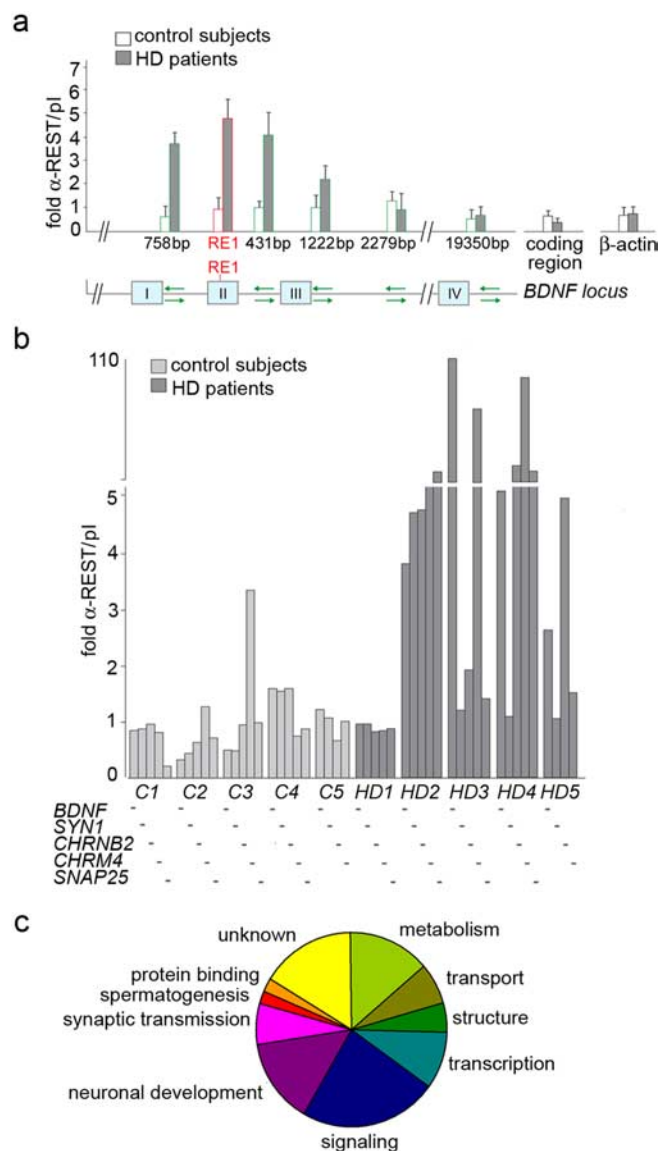 a
control subjects
HD patients
fold α-REST/pI
7
6
5
4
3
2
1
0
758bp RE1 431bp 1222bp 2279bp 19350bp coding region β-actin
RE1
I II III IV BDNF locus
b
control subjects
HD patients
fold α-REST/pI
110
5
4
2
1
0
C1 C2 C3 C4 C5 HD1 HD2 HD3 HD4 HD5
BDNF
SYN1
CHRNB2
CHRM4
SNAP25
c
unknown
metabolism
protein binding
transport
spermatogenesis
structure
synaptic transmission
transcription
neuronal development
signaling